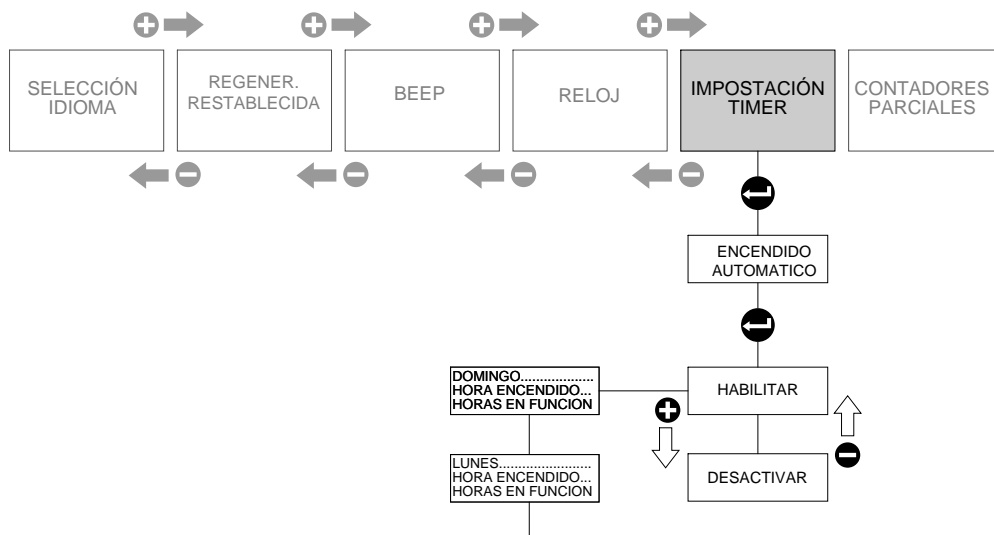 SELECCIÓN
IDIOMA
REGENER.
RESTABLECIDA
BEEP
RELOJ
IMPOSTACIÓN
TIMER
CONTADORES
PARCIALES
ENCENDIDO
AUTOMATICO
DOMINGO...................
HORA ENCENDIDO...
HORAS EN FUNCION
HABILITAR
LUNES........................
HORA ENCENDIDO...
HORAS EN FUNCION
DESACTIVAR